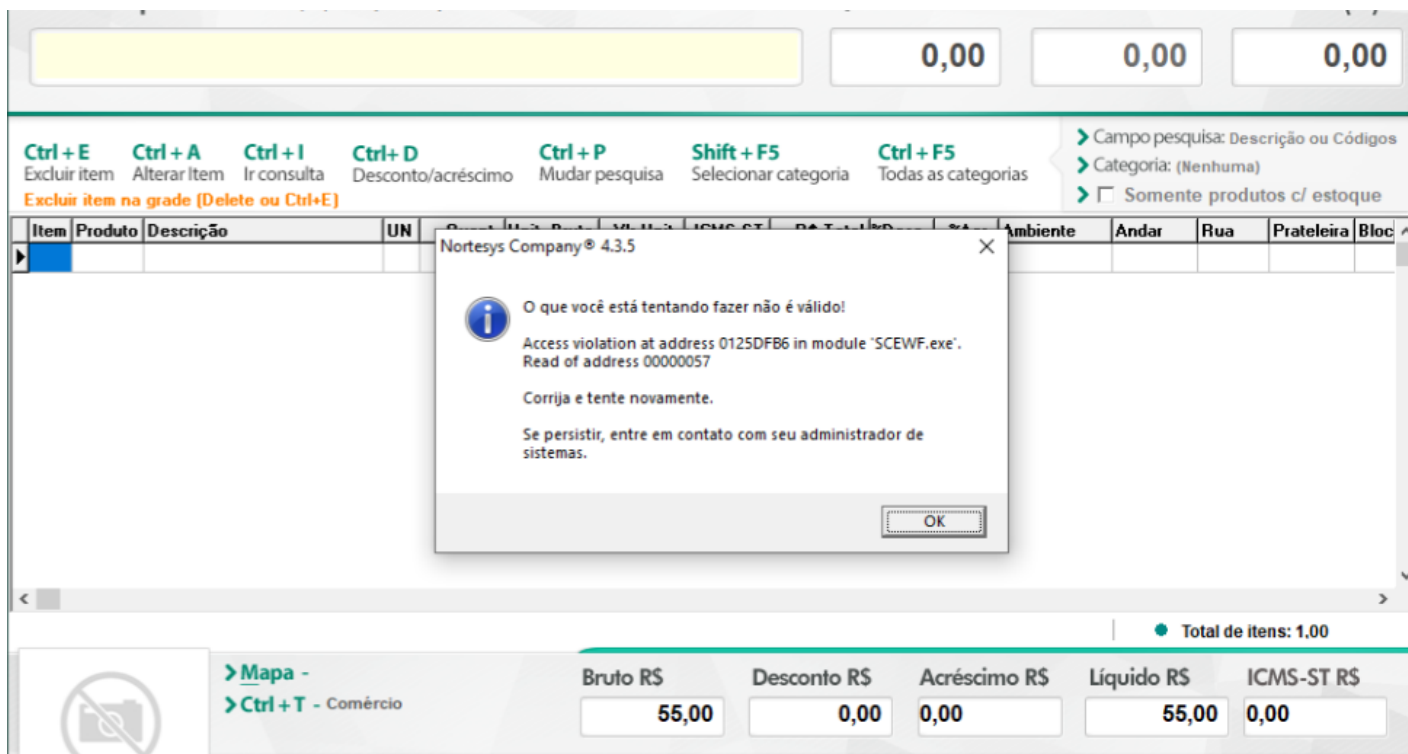 0,00 0,00 0,00
Ctrl + E Ctrl + A Ctrl + I Ctrl+ D Ctrl + P Shift + F5 Ctrl + F5
Excluir item Alterar Item Ir consulta Desconto/acréscimo Mudar pesquisa Selecionar categoria Todas as categorias
Excluir item na grade (Delete ou Ctrl+E)
Campo pesquisa: Descrição ou Códigos
Categoria: (Nenhuma)
Somente produtos c/ estoque
Item Produto Descrição UN Ambiente Andar Rua Prateleira Bloc
Nortesys Company® 4.3.5
O que você está tentando fazer não é válido!
Access violation at address 0125DFB6 in module 'SCEWF.exe'.
Read of address 00000057
Corrija e tente novamente.
Se persistir, entre em contato com seu administrador de
sistemas.
OK
Total de itens: 1,00
Mapa -
Ctrl + T - Comércio
Bruto R$ Desconto R$ Acréscimo R$ Líquido R$ ICMS-ST R$
55,00 0,00 0,00 55,00 0,00